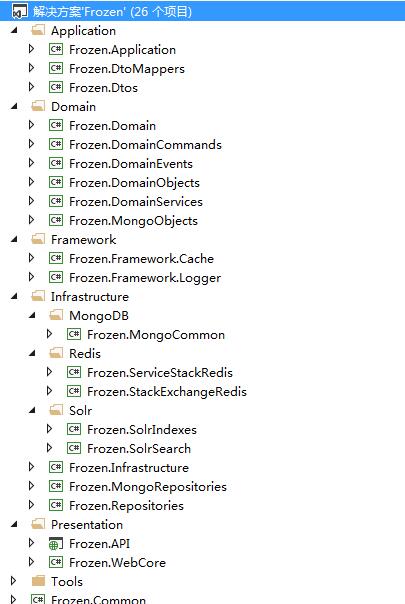 解决方案'Frozen' (26 个项目)
Application
C# Frozen.Application
C# Frozen.DtoMappers
C# Frozen.Dtos
Domain
C# Frozen.Domain
C# Frozen.DomainCommands
C# Frozen.DomainEvents
C# Frozen.DomainObjects
C# Frozen.DomainServices
C# Frozen.MongoObjects
Framework
C# Frozen.Framework.Cache
C# Frozen.Framework.Logger
Infrastructure
MongoDB
C# Frozen.MongoCommon
Redis
C# Frozen.ServiceStackRedis
C# Frozen.StackExchangeRedis
Solr
C# Frozen.SolrIndexes
C# Frozen.SolrSearch
C# Frozen.Infrastructure
C# Frozen.MongoRepositories
C# Frozen.Repositories
Presentation
Frozen.API
C# Frozen.WebCore
Tools
C# Frozen.Common